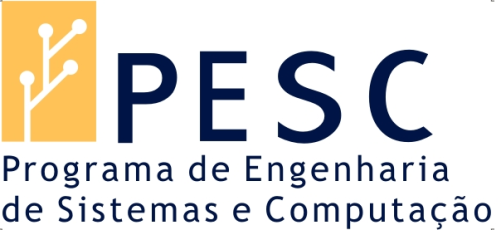 PESC
Programa de Engenharia
de Sistemas e Computação